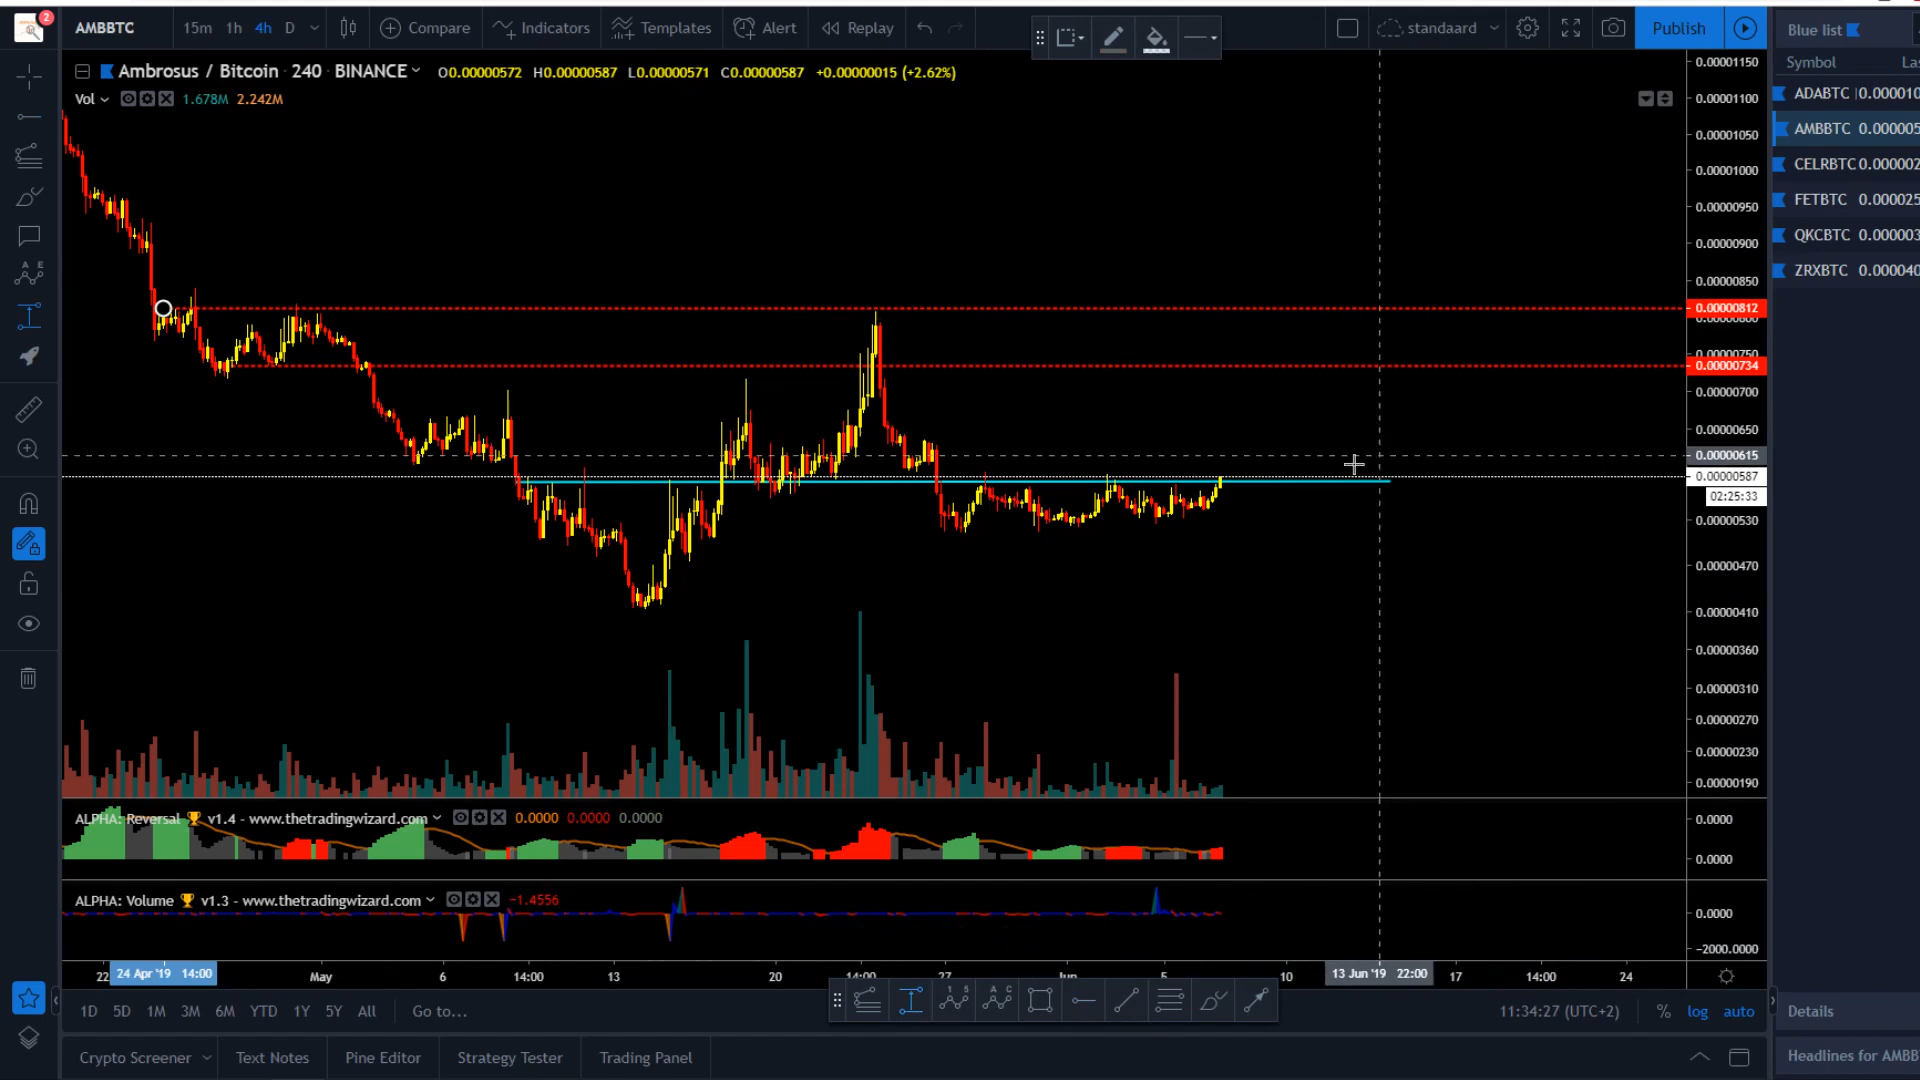 2
AMBBTC 15m 1h 4h D Compare Indicators Templates Alert Replay standaard Publish Blue list
Ambrosus / Bitcoin 240 BINANCE O0.00000572 H0.00000587 L0.00000571 C0.00000587 +0.00000015 (+2.62%)
Vol 1.678M 2.242M
Symbol
ADABTC 0.000010
AMBBTC 0.000005
CELRBTC 0.000002
FETBTC 0.000025
QKCBTC 0.000003
ZRXBTC 0.000040
0.00001150
0.00001100
0.00001050
0.00001000
0.00000950
0.00000900
0.00000850
0.00000812
0.00000800
0.00000750
0.00000734
0.00000700
0.00000650
0.00000615
0.00000587
02:25:33
0.00000530
0.00000470
0.00000410
0.00000360
0.00000310
0.00000270
0.00000230
0.00000190
ALPHA: Reversal 🏆 v1.4 - www.thetradingwizard.com 0.0000 0.0000 0.0000
0.0000
0.0000
ALPHA: Volume 🏆 v1.3 - www.thetradingwizard.com −1.4556
0.0000
−2000.0000
22 24 Apr '19 14:00 May 6 14:00 13 20 14:00 27 Jun 5 10 13 Jun '19 22:00 17 14:00 24
1D 5D 1M 3M 6M YTD 1Y 5Y All Go to... 11:34:27 (UTC+2) % log auto Details
Crypto Screener Text Notes Pine Editor Strategy Tester Trading Panel Headlines for AMBB